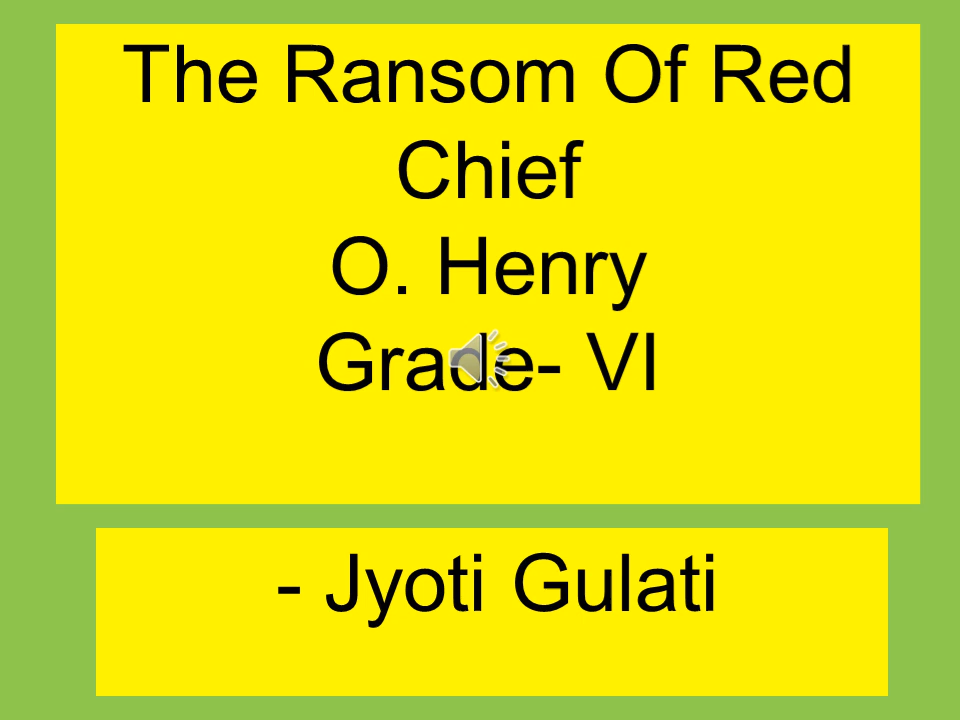 The Ransom Of Red
Chief
O. Henry
Grade- VI
- Jyoti Gulati